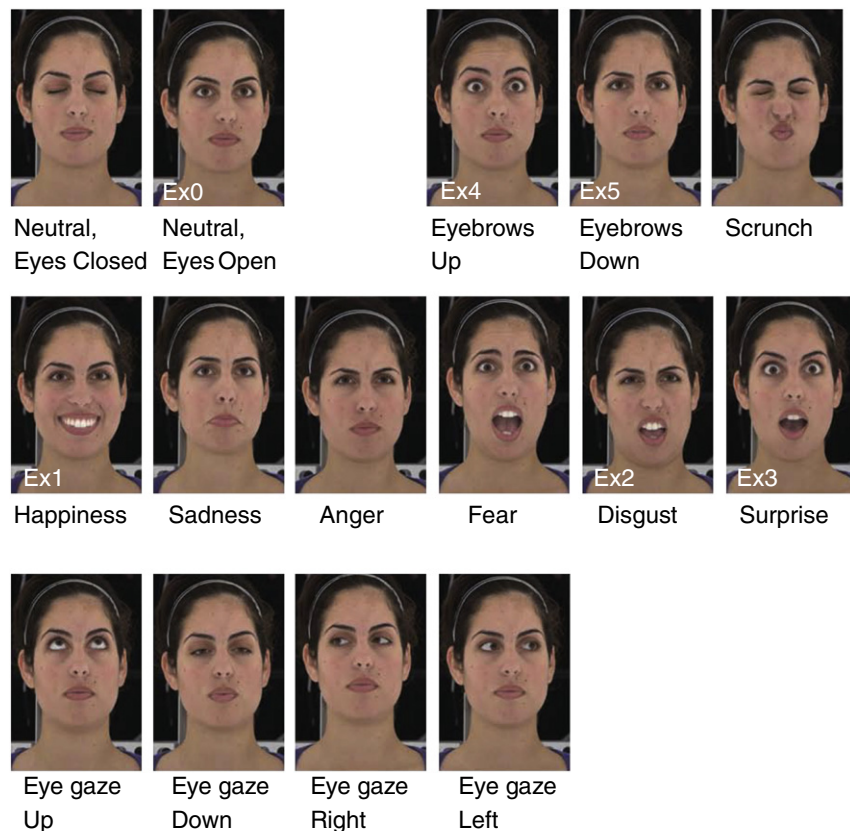 Ex0
Ex4
Ex5
Neutral,
Eyes Closed
Neutral,
Eyes Open
Eyebrows
Up
Eyebrows
Down
Scrunch
Ex1
Ex2
Ex3
Happiness
Sadness
Anger
Fear
Disgust
Surprise
Eye gaze
Up
Eye gaze
Down
Eye gaze
Right
Eye gaze
Left